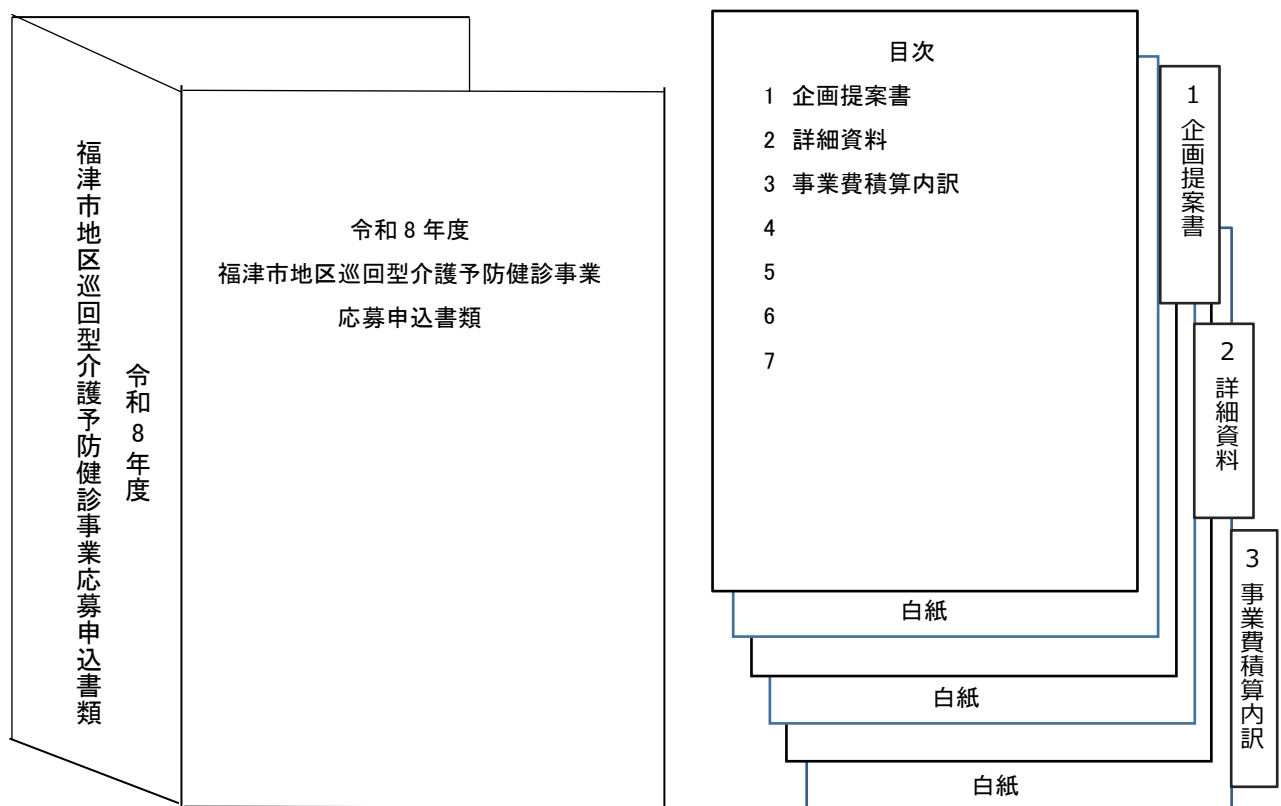 福津市地区巡回型介護予防健診事業応募申込書類
令和8年度
令和8年度
福津市地区巡回型介護予防健診事業
応募申込書類
目次
1 企画提案書
2 詳細資料
3 事業費積算内訳
4
5
6
7
白紙
白紙
白紙
1 企画提案書
2 詳細資料
3 事業費積算内訳